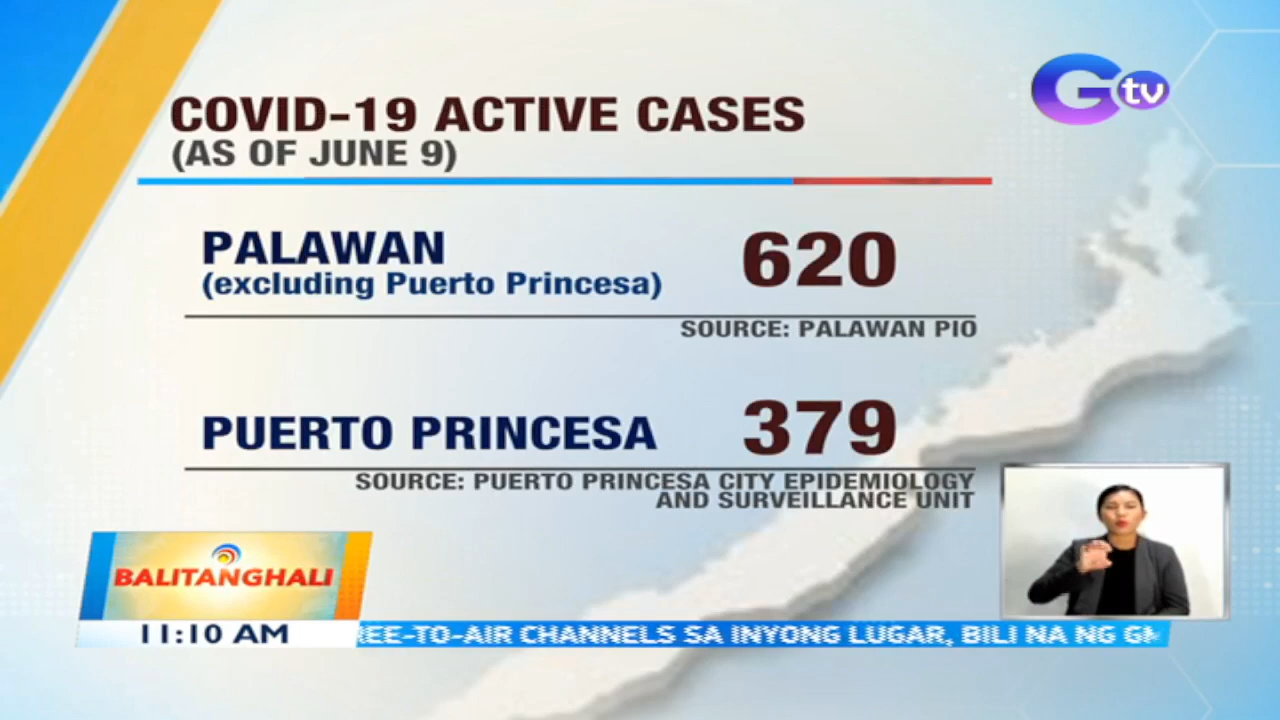 Gtv
COVID-19 ACTIVE CASES
(AS OF JUNE 9)
PALAWAN
(excluding Puerto Princesa)
620
SOURCE: PALAWAN PIO
PUERTO PRINCESA
379
SOURCE: PUERTO PRINCESA CITY EPIDEMIOLOGY
AND SURVEILLANCE UNIT
BALITANGHALI
11:10 AM
REE-TO-AIR CHANNELS SA INYONG LUGAR, BILI NA NG